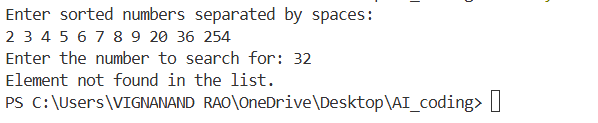 Enter sorted numbers separated by spaces:
2 3 4 5 6 7 8 9 20 36 254
Enter the number to search for: 32
Element not found in the list.
PS C:\Users\VIGNANAND RAO\OneDrive\Desktop\AI_coding>